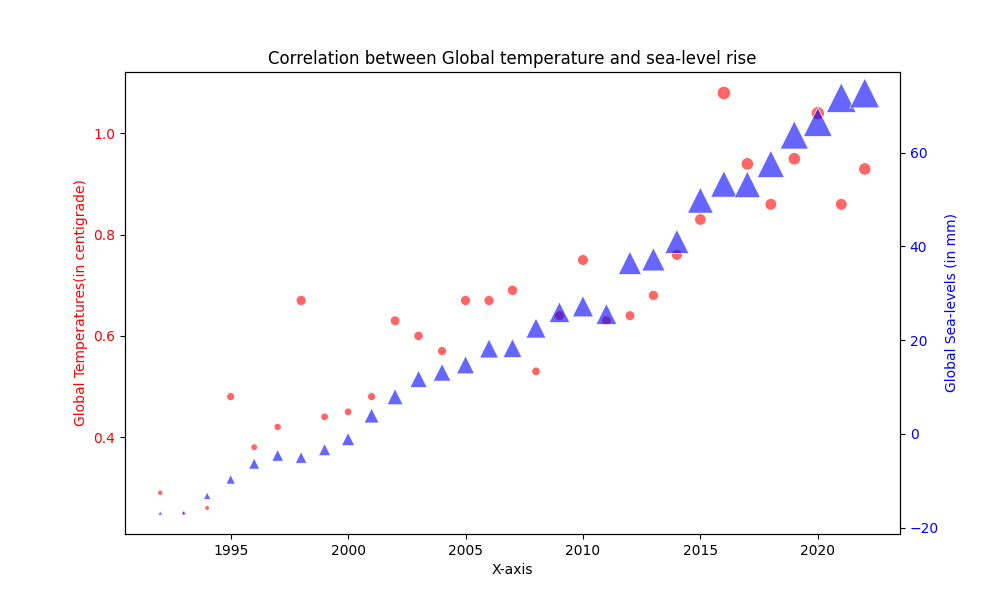 Correlation between Global temperature and sea-level rise
Global Temperatures(in centigrade)
1.0
0.8
0.6
0.4
60
40
20
0
−20
Global Sea-levels (in mm)
1995 2000 2005 2010 2015 2020
X-axis